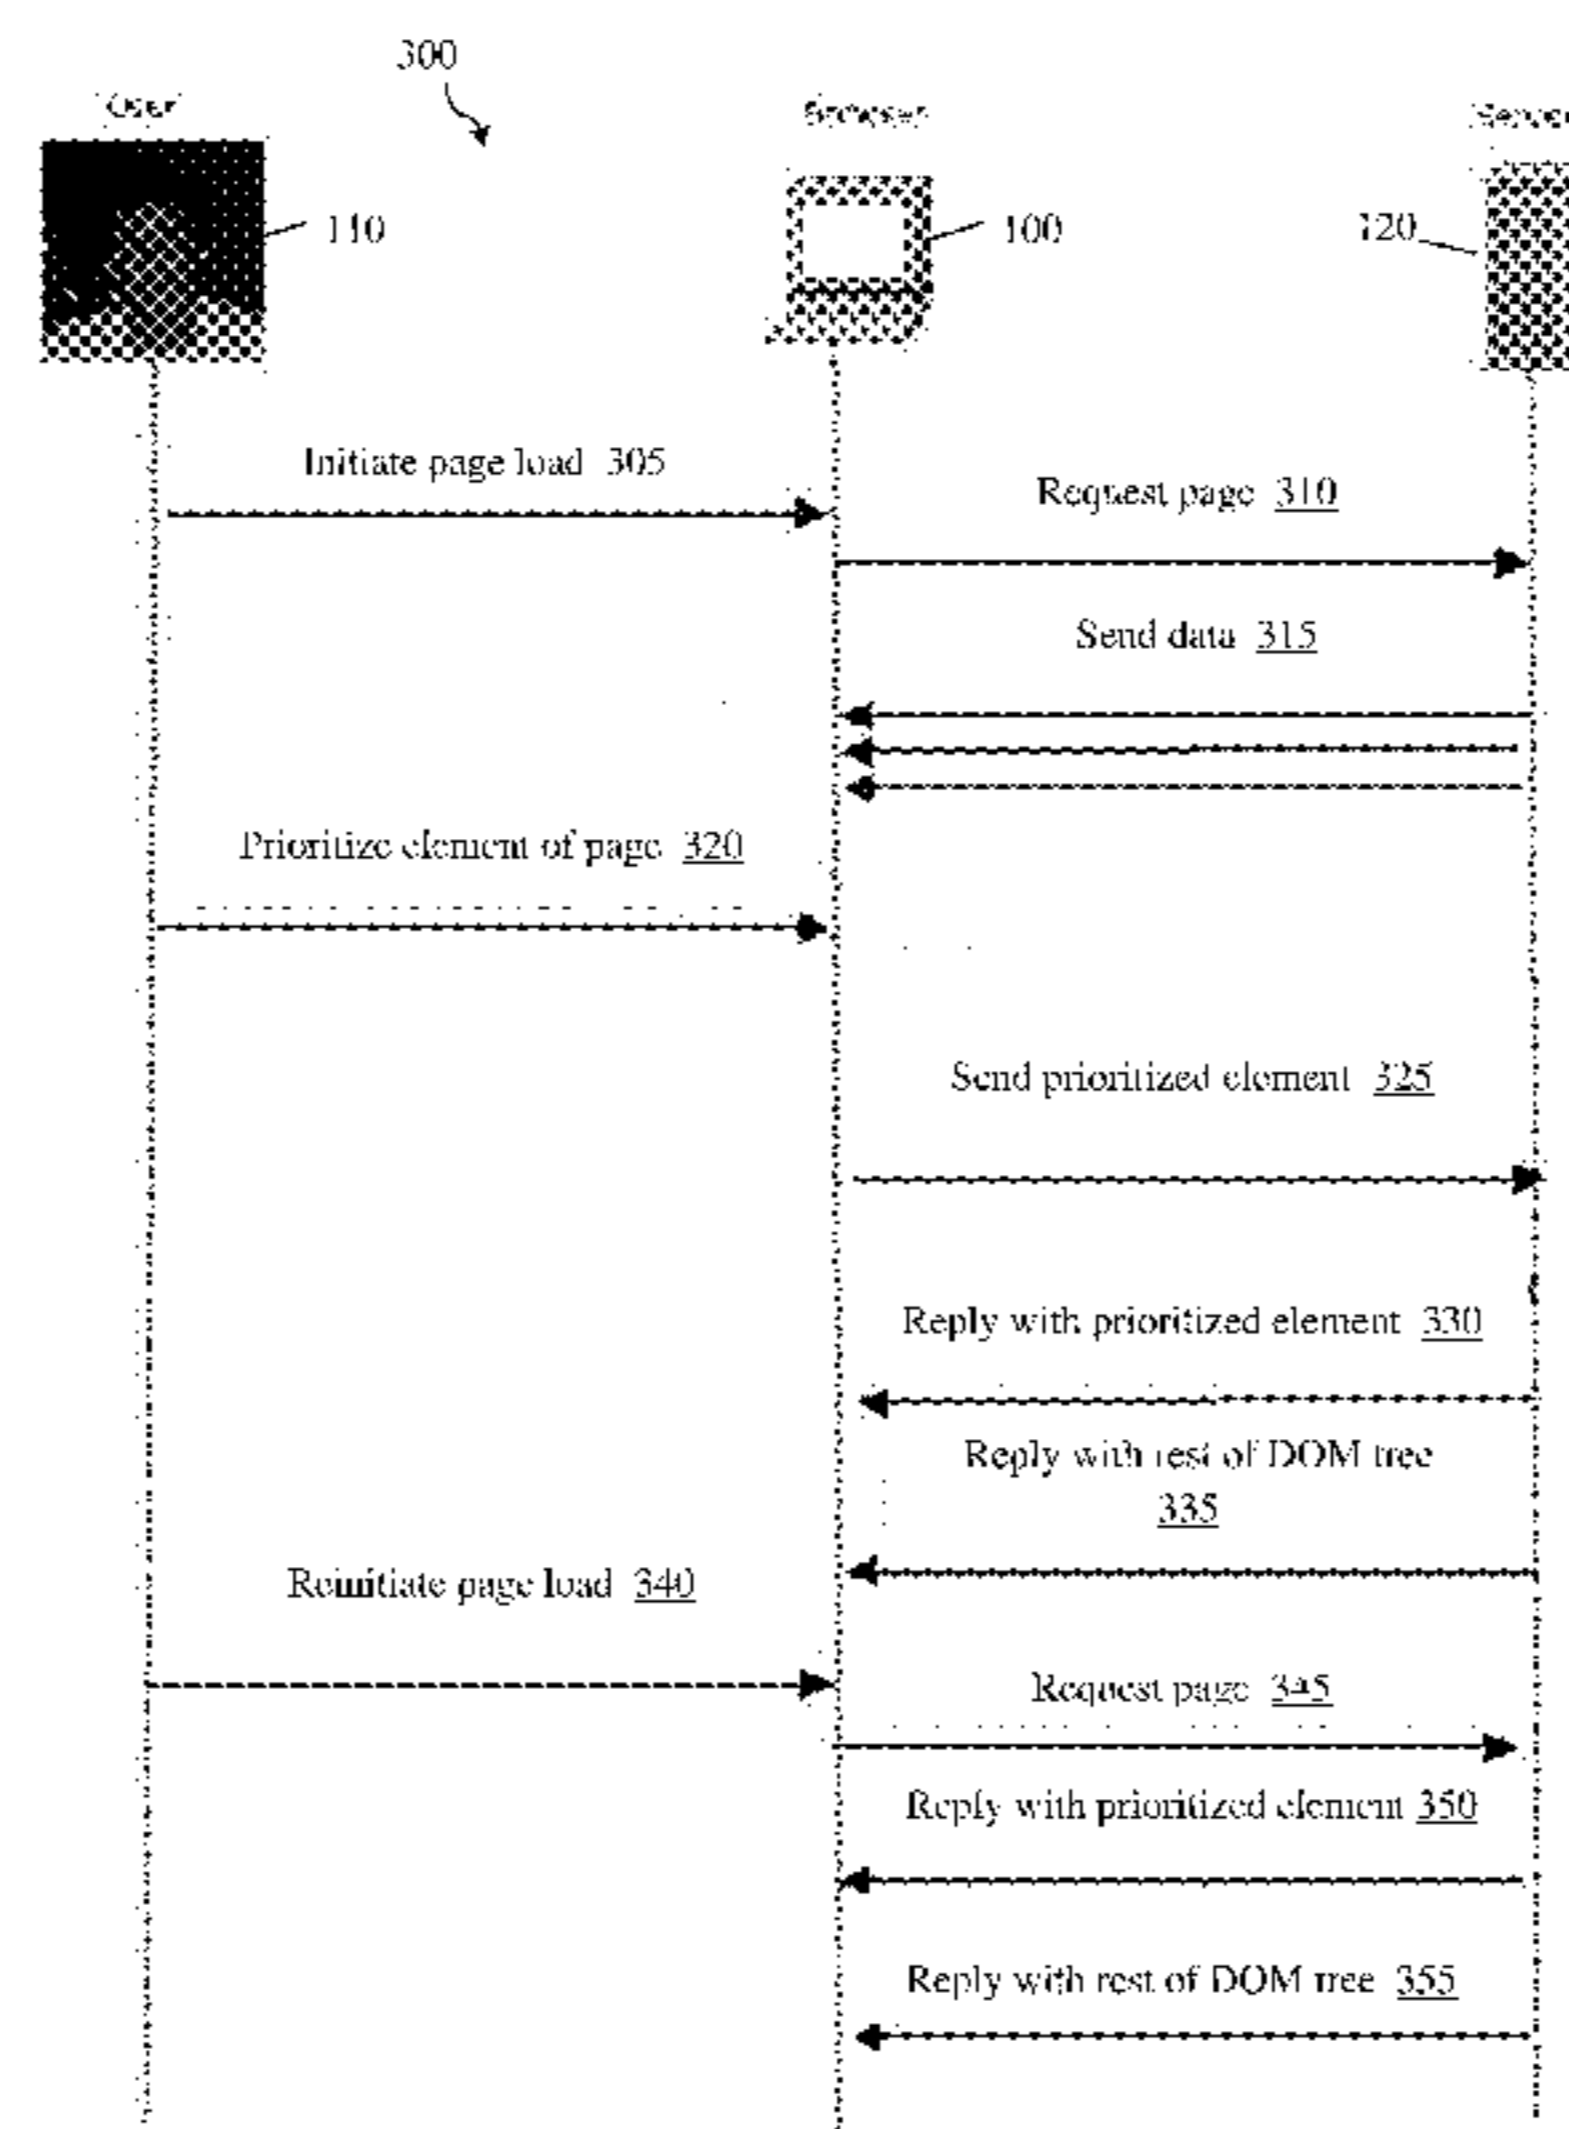 300
User
Browser
110
100
120
Initiate page load 305
Request page 310
Send data 315
Prioritize element of page 320
Send prioritized element 325
Reply with prioritized element 330
Reply with rest of DOM tree
335
Reinitiate page load 340
Request page 345
Reply with prioritized element 350
Reply with rest of DOM tree 355